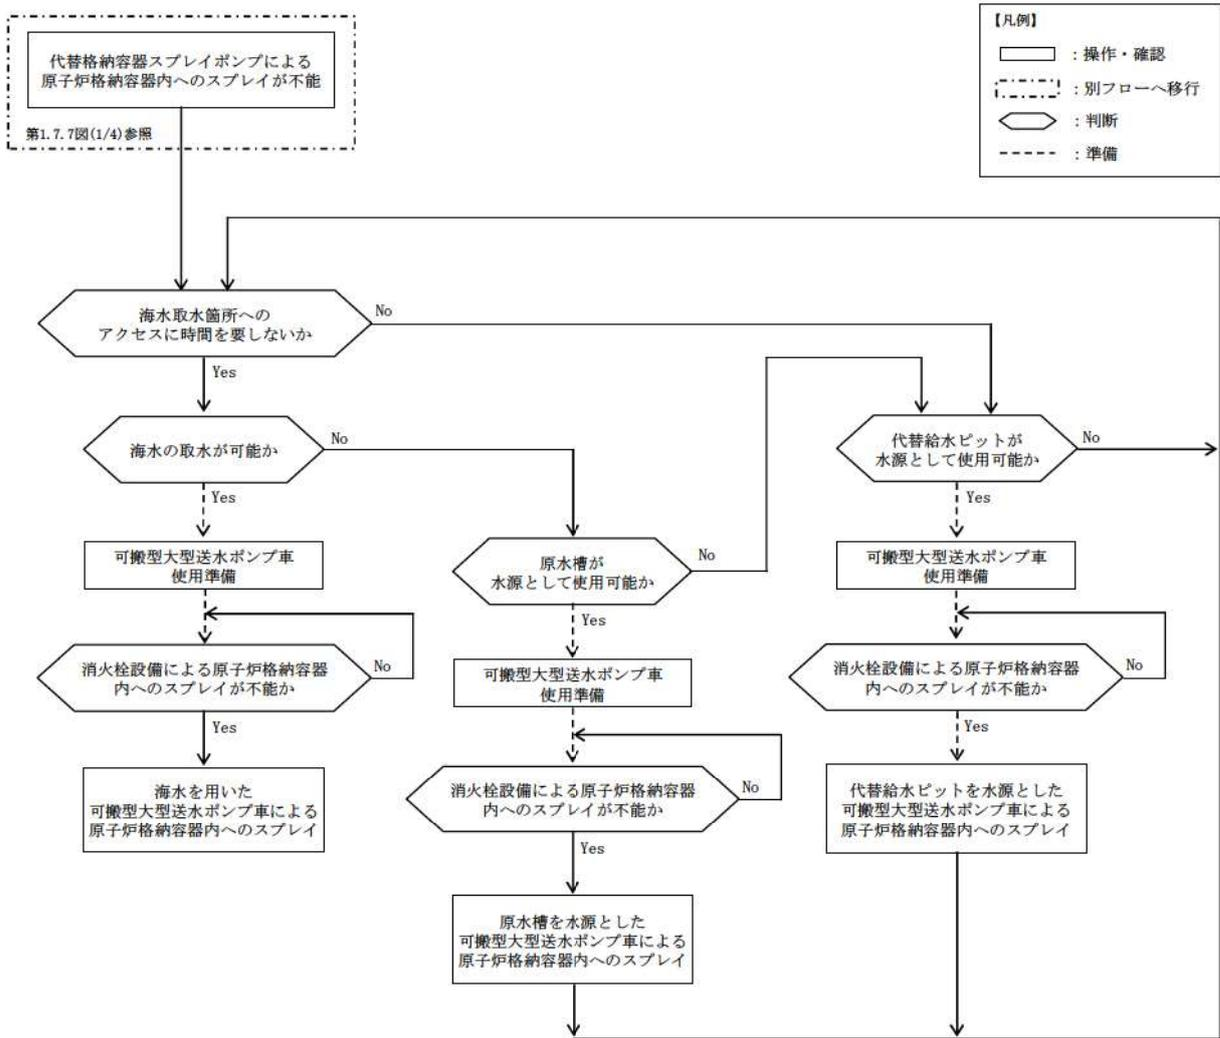 代替格納容器スプレイポンプによる
原子炉格納容器内へのスプレイが不能
第1.7.7図(1/4)参照
【凡例】
：操作・確認
：別フローへ移行
：判断
：準備
海水取水箇所への
アクセスに時間を要しないか
No
Yes
海水の取水が可能か
No
Yes
代替給水ピットが
水源として使用可能か
No
Yes
可搬型大型送水ポンプ車
使用準備
原水槽が
水源として使用可能か
No
Yes
可搬型大型送水ポンプ車
使用準備
消火栓設備による原子炉格納容器
内へのスプレイが不能か
No
Yes
可搬型大型送水ポンプ車
使用準備
消火栓設備による原子炉格納容器
内へのスプレイが不能か
No
Yes
海水を用いた
可搬型大型送水ポンプ車による
原子炉格納容器内へのスプレイ
消火栓設備による原子炉格納容器
内へのスプレイが不能か
No
Yes
代替給水ピットを水源とした
可搬型大型送水ポンプ車による
原子炉格納容器内へのスプレイ
原水槽を水源とした
可搬型大型送水ポンプ車による
原子炉格納容器内へのスプレイ